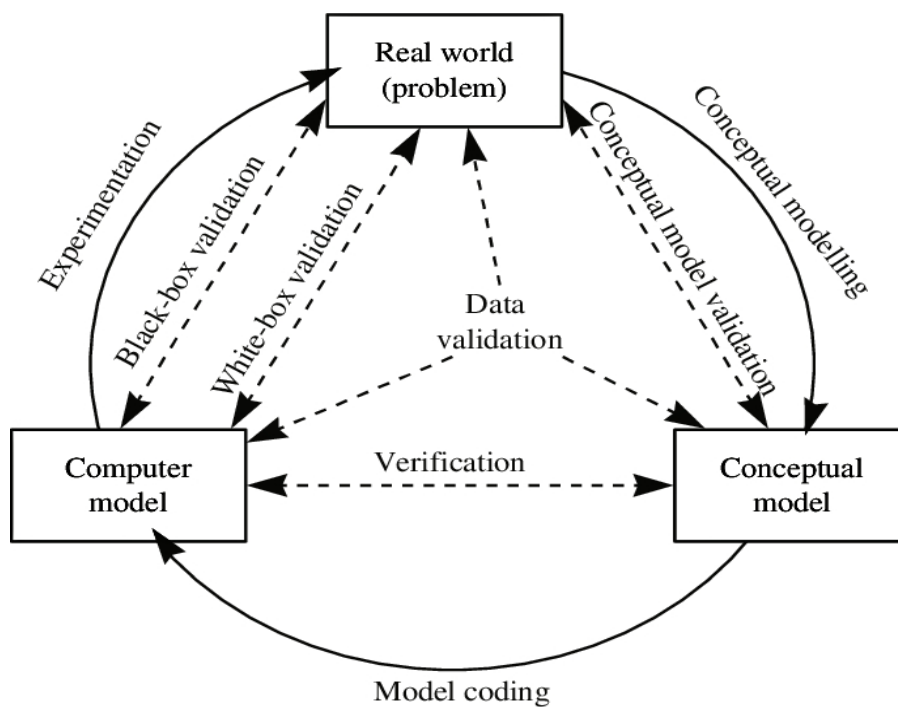 Real world
(problem)
Experimentation
Black-box validation
White-box validation
Conceptual model validation
Conceptual modelling
Data
validation
Computer
model
Verification
Conceptual
model
Model coding